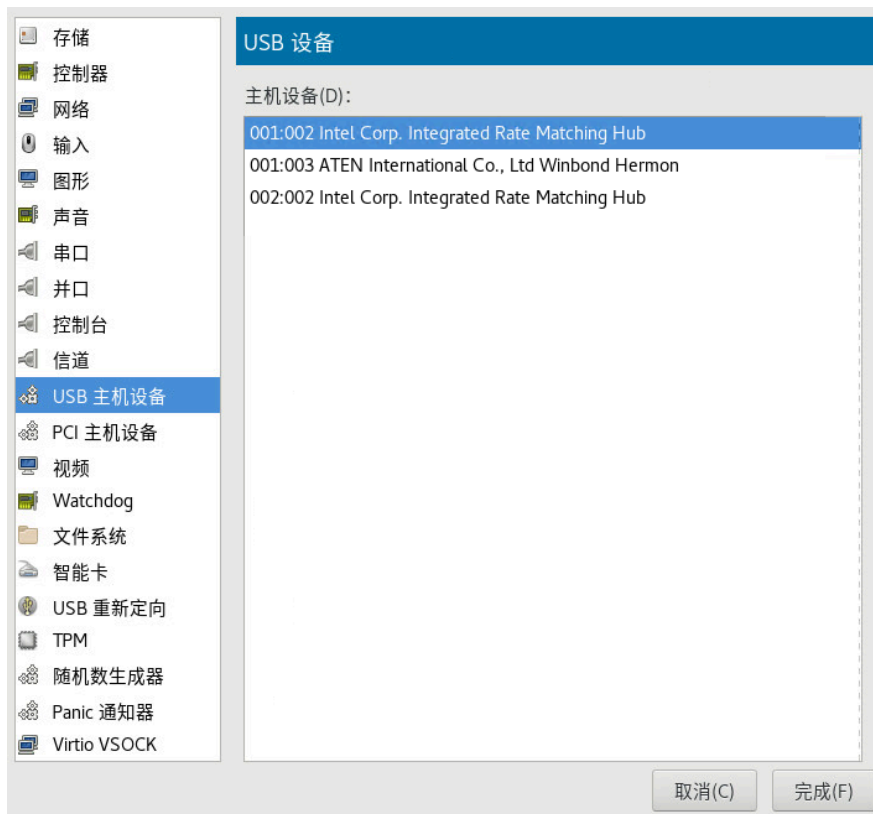 存储
控制器
网络
输入
图形
声音
串口
并口
控制台
信道
USB 主机设备
PCI 主机设备
视频
Watchdog
文件系统
智能卡
USB 重新定向
TPM
随机数生成器
Panic 通知器
Virtio VSOCK
USB 设备
主机设备(D):
001:002 Intel Corp. Integrated Rate Matching Hub
001:003 ATEN International Co., Ltd Winbond Hermon
002:002 Intel Corp. Integrated Rate Matching Hub
取消(C)
完成(F)